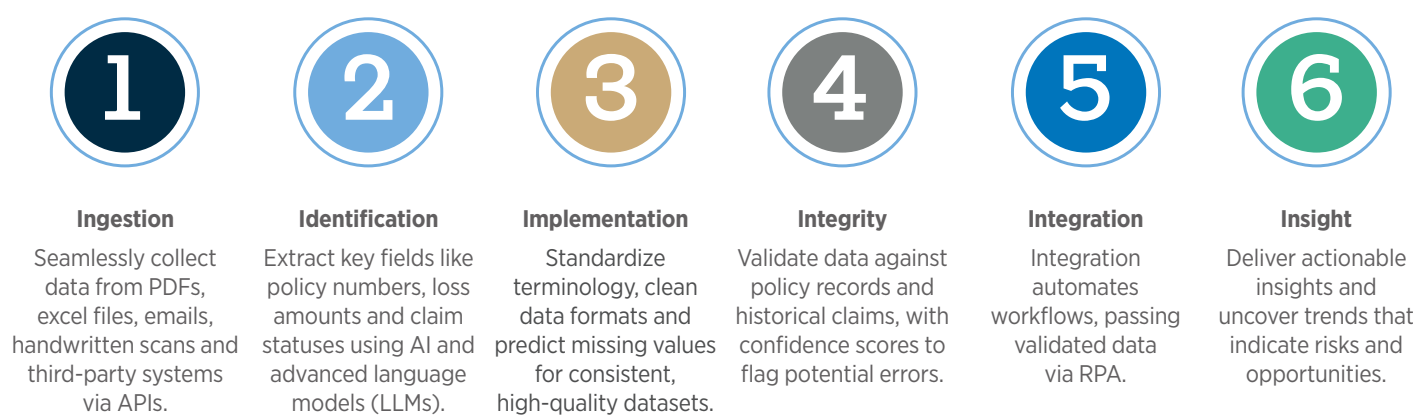 1
Ingestion
Seamlessly collect
data from PDFs,
excel files, emails,
handwritten scans and
third-party systems
via APIs.
2
Identification
Extract key fields like
policy numbers, loss
amounts and claim
statuses using AI and
advanced language
models (LLMs).
3
Implementation
Standardize
terminology, clean
data formats and
predict missing values
for consistent,
high-quality datasets.
4
Integrity
Validate data against
policy records and
historical claims, with
confidence scores to
flag potential errors.
5
Integration
Integration
automates
workflows, passing
validated data
via RPA.
6
Insight
Deliver actionable
insights and
uncover trends that
indicate risks and
opportunities.